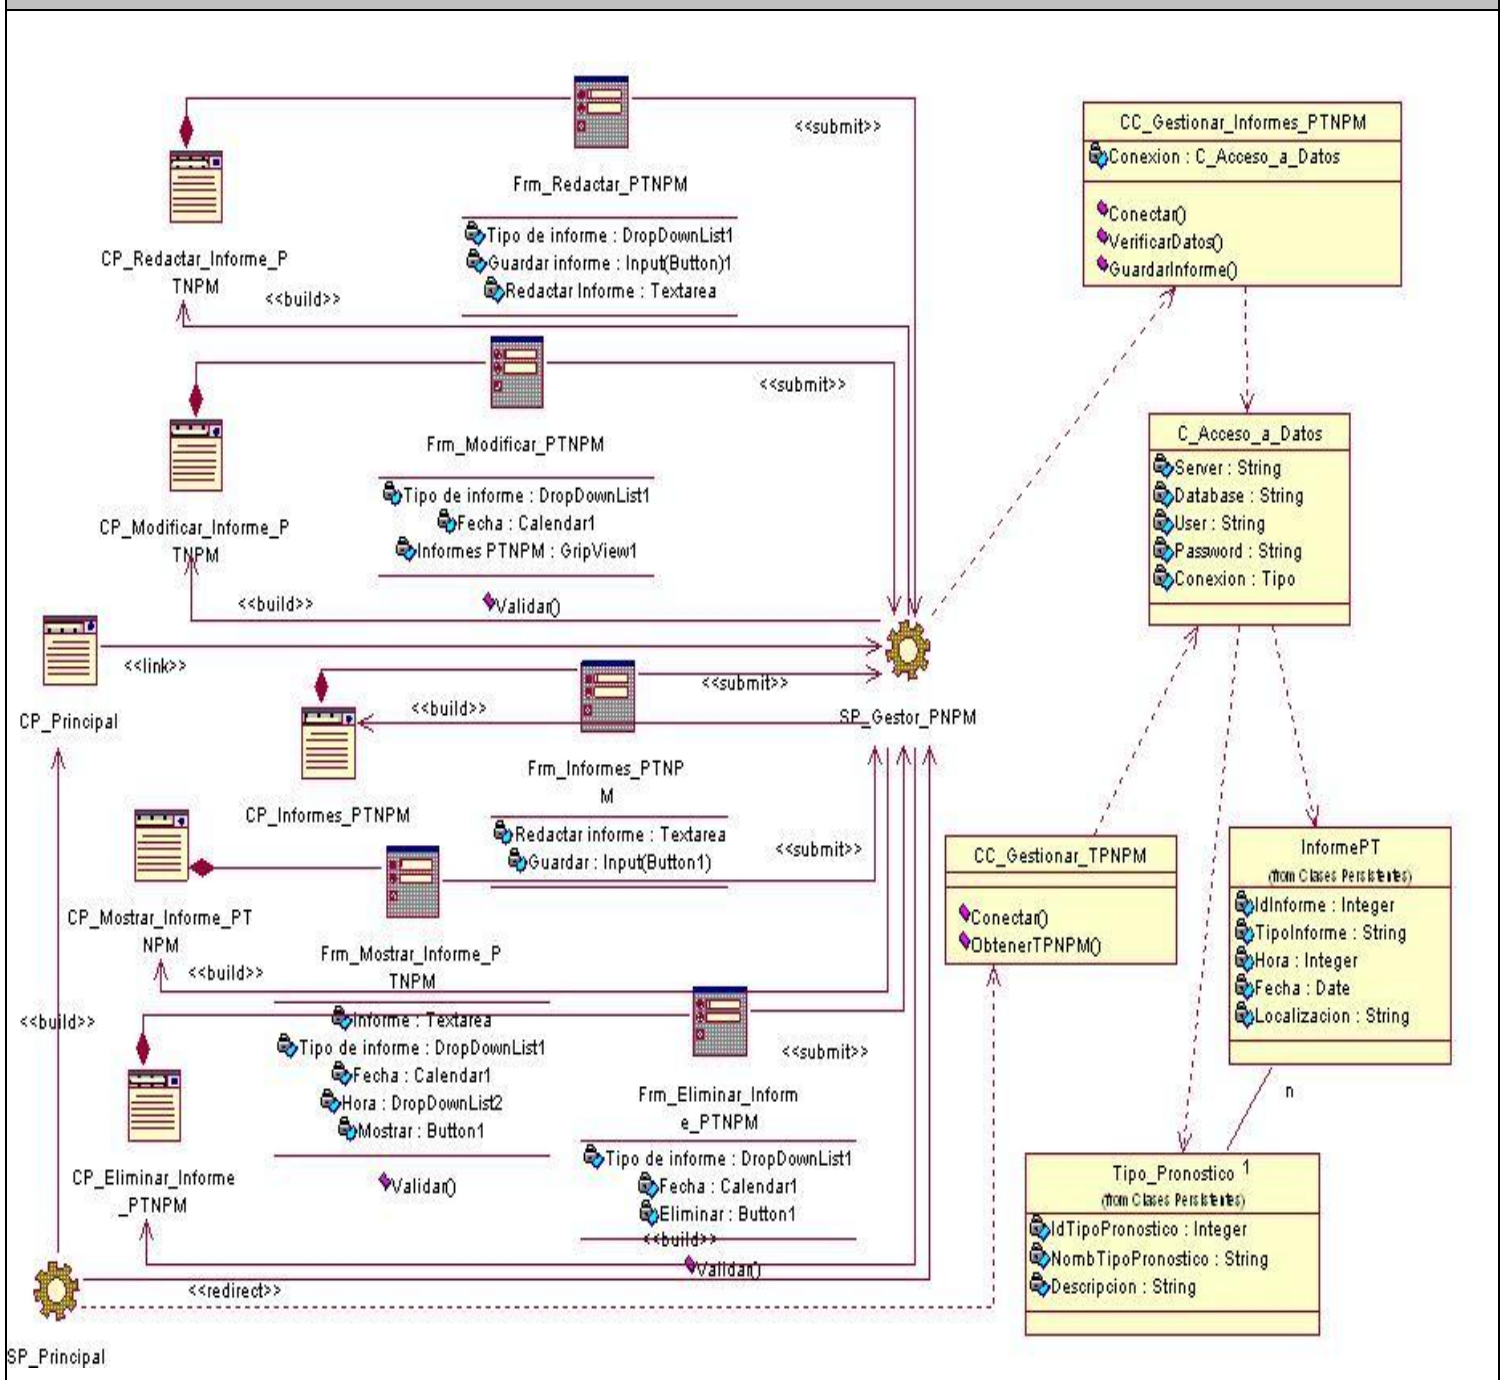 <<submit>>
Frm_Redactar_PTNPM
Tipo de informe : DropDownList1
Guardar informe : Input(Button)1
Redactar Informe : Textarea
CP_Redactar_Informe_P
TNPM
<<build>>
<<submit>>
Frm_Modificar_PTNPM
Tipo de informe : DropDownList1
Fecha : Calendar1
Informes PTNPM : GripView1
Validar()
CP_Modificar_Informe_P
TNPM
<<build>>
<<link>>
CP_Principal
<<submit>>
<<build>>
SP_Gestor_PNPM
Frm_Informes_PTNP
M
Redactar informe : Textarea
Guardar : Input(Button1)
CP_Informes_PTNPM
<<submit>>
CP_Mostrar_Informe_PT
NPM
<<build>>
Frm_Mostrar_Informe_P
TNPM
Informe : Textarea
Tipo de informe : DropDownList1
Fecha : Calendar1
Hora : DropDownList2
Mostrar : Button1
Validar()
<<build>>
<<submit>>
Frm_Eliminar_Inform
e_PTNPM
Tipo de informe : DropDownList1
Fecha : Calendar1
Eliminar : Button1
<<build>>
Validar()
CP_Eliminar_Informe
_PTNPM
<<redirect>>
SP_Principal
CC_Gestionar_Informes_PTNPM
Conexion : C_Acceso_a_Datos
Conectar()
VerificarDatos()
GuardarInforme()
C_Acceso_a_Datos
Server : String
Database : String
User : String
Password : String
Conexion : Tipo
CC_Gestionar_TPNPM
Conectar()
ObtenerTPNPM()
InformePT
(from Clases Persistentes)
IdInforme : Integer
TipoInforme : String
Hora : Integer
Fecha : Date
Localizacion : String
n
1
Tipo_Pronostico
(from Clases Persistentes)
IdTipoPronostico : Integer
NombTipoPronostico : String
Descripcion : String